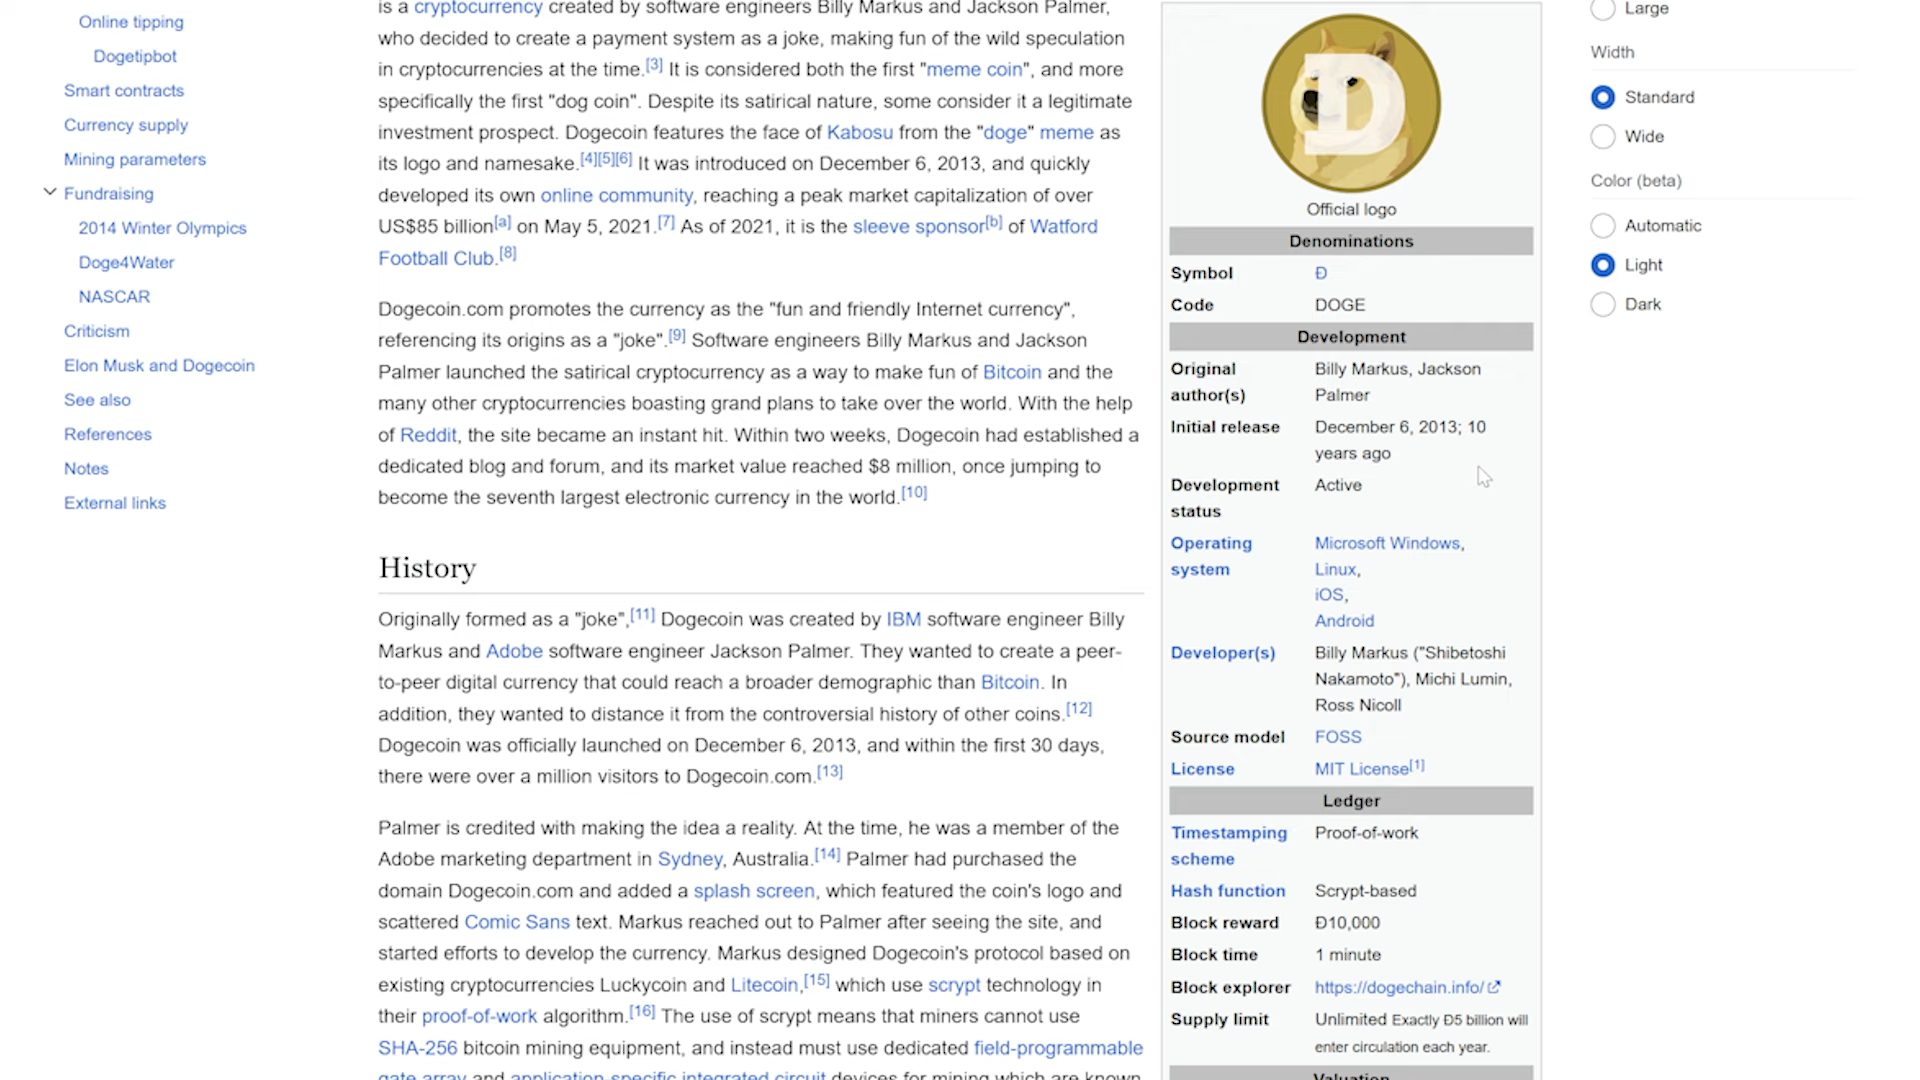 Online tipping
Dogetipbot
Smart contracts
Currency supply
Mining parameters
Fundraising
2014 Winter Olympics
Doge4Water
NASCAR
Criticism
Elon Musk and Dogecoin
See also
References
Notes
External links
is a cryptocurrency created by software engineers Billy Markus and Jackson Palmer,
who decided to create a payment system as a joke, making fun of the wild speculation
in cryptocurrencies at the time.[3] It is considered both the first "meme coin", and more
specifically the first "dog coin". Despite its satirical nature, some consider it a legitimate
investment prospect. Dogecoin features the face of Kabosu from the "doge" meme as
its logo and namesake.[4][5][6] It was introduced on December 6, 2013, and quickly
developed its own online community, reaching a peak market capitalization of over
US$85 billion[a] on May 5, 2021.[7] As of 2021, it is the sleeve sponsor[b] of Watford
Football Club.[8]
Dogecoin.com promotes the currency as the "fun and friendly Internet currency",
referencing its origins as a "joke".[9] Software engineers Billy Markus and Jackson
Palmer launched the satirical cryptocurrency as a way to make fun of Bitcoin and the
many other cryptocurrencies boasting grand plans to take over the world. With the help
of Reddit, the site became an instant hit. Within two weeks, Dogecoin had established a
dedicated blog and forum, and its market value reached $8 million, once jumping to
become the seventh largest electronic currency in the world.[10]
History
Originally formed as a "joke",[11] Dogecoin was created by IBM software engineer Billy
Markus and Adobe software engineer Jackson Palmer. They wanted to create a peer-
to-peer digital currency that could reach a broader demographic than Bitcoin. In
addition, they wanted to distance it from the controversial history of other coins.[12]
Dogecoin was officially launched on December 6, 2013, and within the first 30 days,
there were over a million visitors to Dogecoin.com.[13]
Palmer is credited with making the idea a reality. At the time, he was a member of the
Adobe marketing department in Sydney, Australia.[14] Palmer had purchased the
domain Dogecoin.com and added a splash screen, which featured the coin's logo and
scattered Comic Sans text. Markus reached out to Palmer after seeing the site, and
started efforts to develop the currency. Markus designed Dogecoin's protocol based on
existing cryptocurrencies Luckycoin and Litecoin,[15] which use scrypt technology in
their proof-of-work algorithm.[16] The use of scrypt means that miners cannot use
SHA-256 bitcoin mining equipment, and instead must use dedicated field-programmable
gate array and application-specific integrated circuit devices for mining which are known
D
Official logo
Denominations
Symbol Ð
Code DOGE
Development
Original Billy Markus, Jackson
author(s) Palmer
Initial release December 6, 2013; 10
years ago
Development Active
status
Operating Microsoft Windows,
system Linux,
iOS,
Android
Developer(s) Billy Markus ("Shibetoshi
Nakamoto"), Michi Lumin,
Ross Nicoll
Source model FOSS
License MIT License[1]
Ledger
Timestamping Proof-of-work
scheme
Hash function Scrypt-based
Block reward Ð10,000
Block time 1 minute
Block explorer https://dogechain.info/
Supply limit Unlimited Exactly Ð5 billion will
enter circulation each year.
Valuation
Large
Width
Standard
Wide
Color (beta)
Automatic
Light
Dark